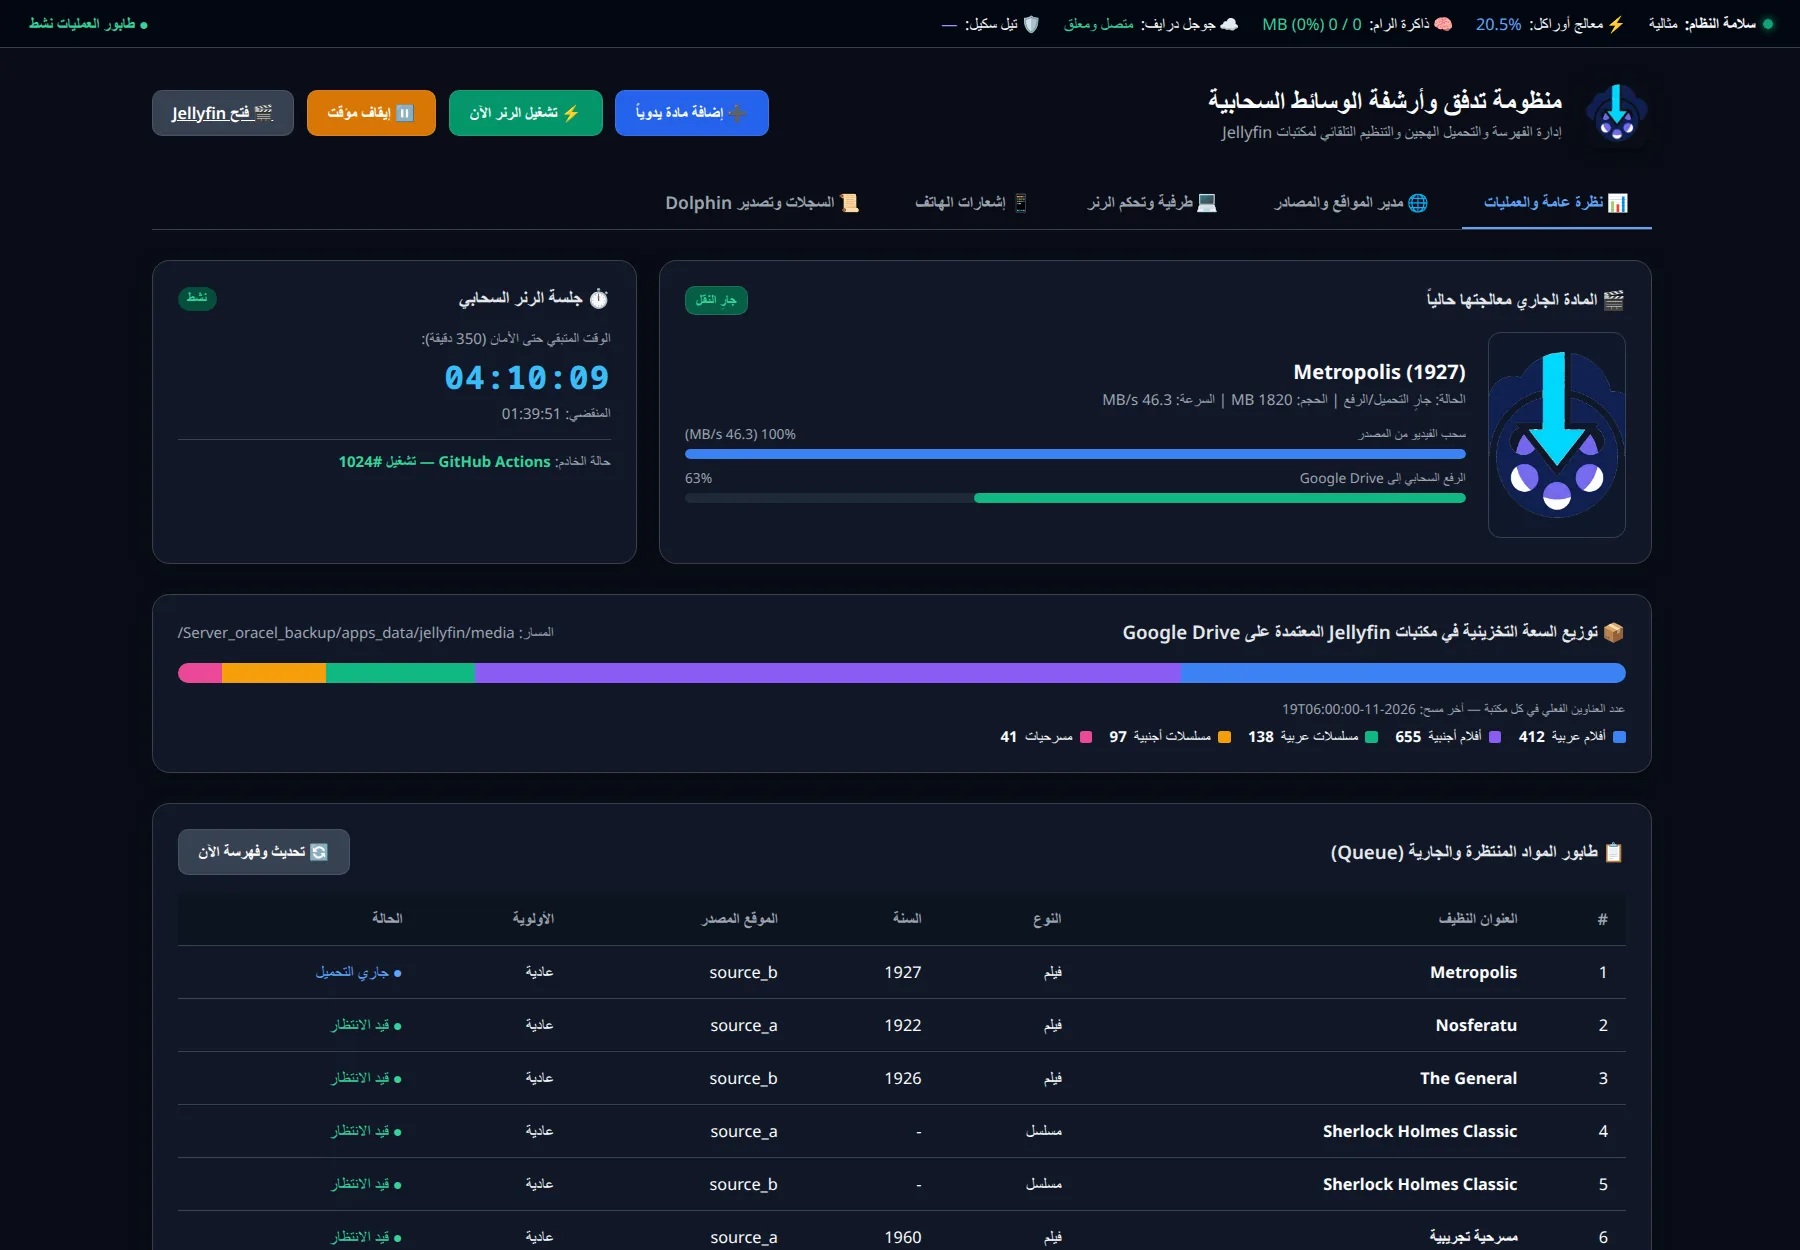 سلامة النظام: مثالية ⚡ معالج أوراكل: 20.5% 🧠 ذاكرة الرام: 0 / 0 MB (0%) ☁️ جوجل درايف: متصل ومعلق 🛡️ تيل سكيل: — ● طابور العمليات نشط
منظومة تدفق وأرشفة الوسائط السحابية
إدارة الفهرسة والتحميل الهجين والتنظيم التلقائي لمكتبات Jellyfin
➕ إضافة مادة يدوياً
⚡ تشغيل الرنر الآن
⏸️ إيقاف مؤقت
🎬 فتح Jellyfin
📊 نظرة عامة والعمليات
🌐 مدير المواقع والمصادر
💻 طرفية وتحكم الرنر
📱 إشعارات الهاتف
📜 السجلات وتصدير Dolphin
🎬 المادة الجاري معالجتها حالياً
جارِ النقل
Metropolis (1927)
الحالة: جارِ التحميل/الرفع | الحجم: 1820 MB | السرعة: 46.3 MB/s
سحب الفيديو من المصدر 100% (46.3 MB/s)
الرفع السحابي إلى Google Drive 63%
⏱️ جلسة الرنر السحابي
نشط
الوقت المتبقي حتى الأمان (350 دقيقة):
04:10:09
المنقضي: 01:39:51
حالة الخادم: GitHub Actions — تشغيل #1024
📦 توزيع السعة التخزينية في مكتبات Jellyfin المعتمدة على Google Drive
المسار: /Server_oracel_backup/apps_data/jellyfin/media
عدد العناوين الفعلي في كل مكتبة — آخر مسح: 2026-11-19T06:00:00
أفلام عربية 412 أفلام أجنبية 655 مسلسلات عربية 138 مسلسلات أجنبية 97 مسرحيات 41
📋 طابور المواد المنتظرة والجارية (Queue)
🔄 تحديث وفهرسة الآن
# العنوان النظيف النوع السنة الموقع المصدر الأولوية الحالة
1 Metropolis فيلم 1927 source_b عادية ● جاري التحميل
2 Nosferatu فيلم 1922 source_a عادية ● قيد الانتظار
3 The General فيلم 1926 source_b عادية ● قيد الانتظار
4 Sherlock Holmes Classic مسلسل - source_a عادية ● قيد الانتظار
5 Sherlock Holmes Classic مسلسل - source_b عادية ● قيد الانتظار
6 مسرحية تجريبية فيلم 1960 source_a عادية ● قيد الانتظار